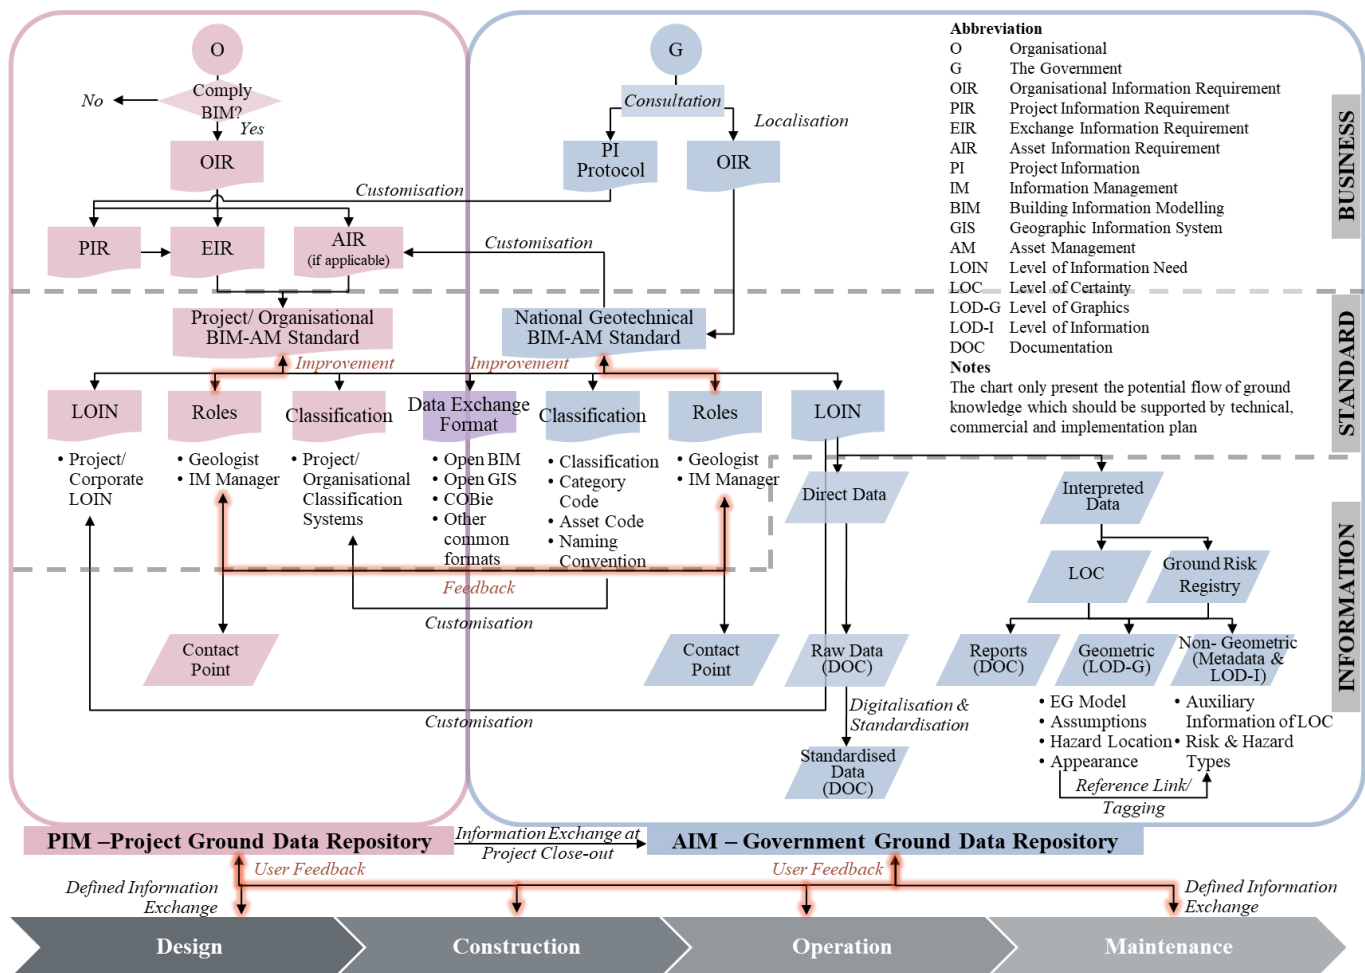 O
Comply
BIM?
No
Yes
OIR
PIR
EIR
AIR
(if applicable)
Customisation
G
Consultation
Localisation
PI
Protocol
OIR
Customisation
Abbreviation
O Organisational
G The Government
OIR Organisational Information Requirement
PIR Project Information Requirement
EIR Exchange Information Requirement
AIR Asset Information Requirement
PI Project Information
IM Information Management
BIM Building Information Modelling
GIS Geographic Information System
AM Asset Management
LOIN Level of Information Need
LOC Level of Certainty
LOD-G Level of Graphics
LOD-I Level of Information
DOC Documentation
Notes
The chart only present the potential flow of ground
knowledge which should be supported by technical,
commercial and implementation plan
BUSINESS
STANDARD
INFORMATION
Project/ Organisational
BIM-AM Standard
National Geotechnical
BIM-AM Standard
Improvement
Improvement
LOIN
Roles
Classification
Data Exchange
Format
Classification
Roles
LOIN
• Project/
Corporate
LOIN
• Geologist
• IM Manager
• Project/
Organisational
Classification
Systems
• Open BIM
• Open GIS
• COBie
• Other
common
formats
• Classification
• Category
Code
• Asset Code
• Naming
Convention
• Geologist
• IM Manager
Direct Data
Interpreted
Data
LOC
Ground Risk
Registry
Feedback
Customisation
Contact
Point
Contact
Point
Raw Data
(DOC)
Reports
(DOC)
Geometric
(LOD-G)
Non- Geometric
(Metadata &
LOD-I)
Customisation
Digitalisation &
Standardisation
Standardised
Data
(DOC)
• EG Model
• Assumptions
• Hazard Location
• Appearance
• Auxiliary
Information of LOC
• Risk & Hazard
Types
Reference Link/
Tagging
PIM –Project Ground Data Repository
Information Exchange at
Project Close-out
AIM – Government Ground Data Repository
User Feedback
User Feedback
Defined Information
Exchange
Defined Information
Exchange
Design
Construction
Operation
Maintenance